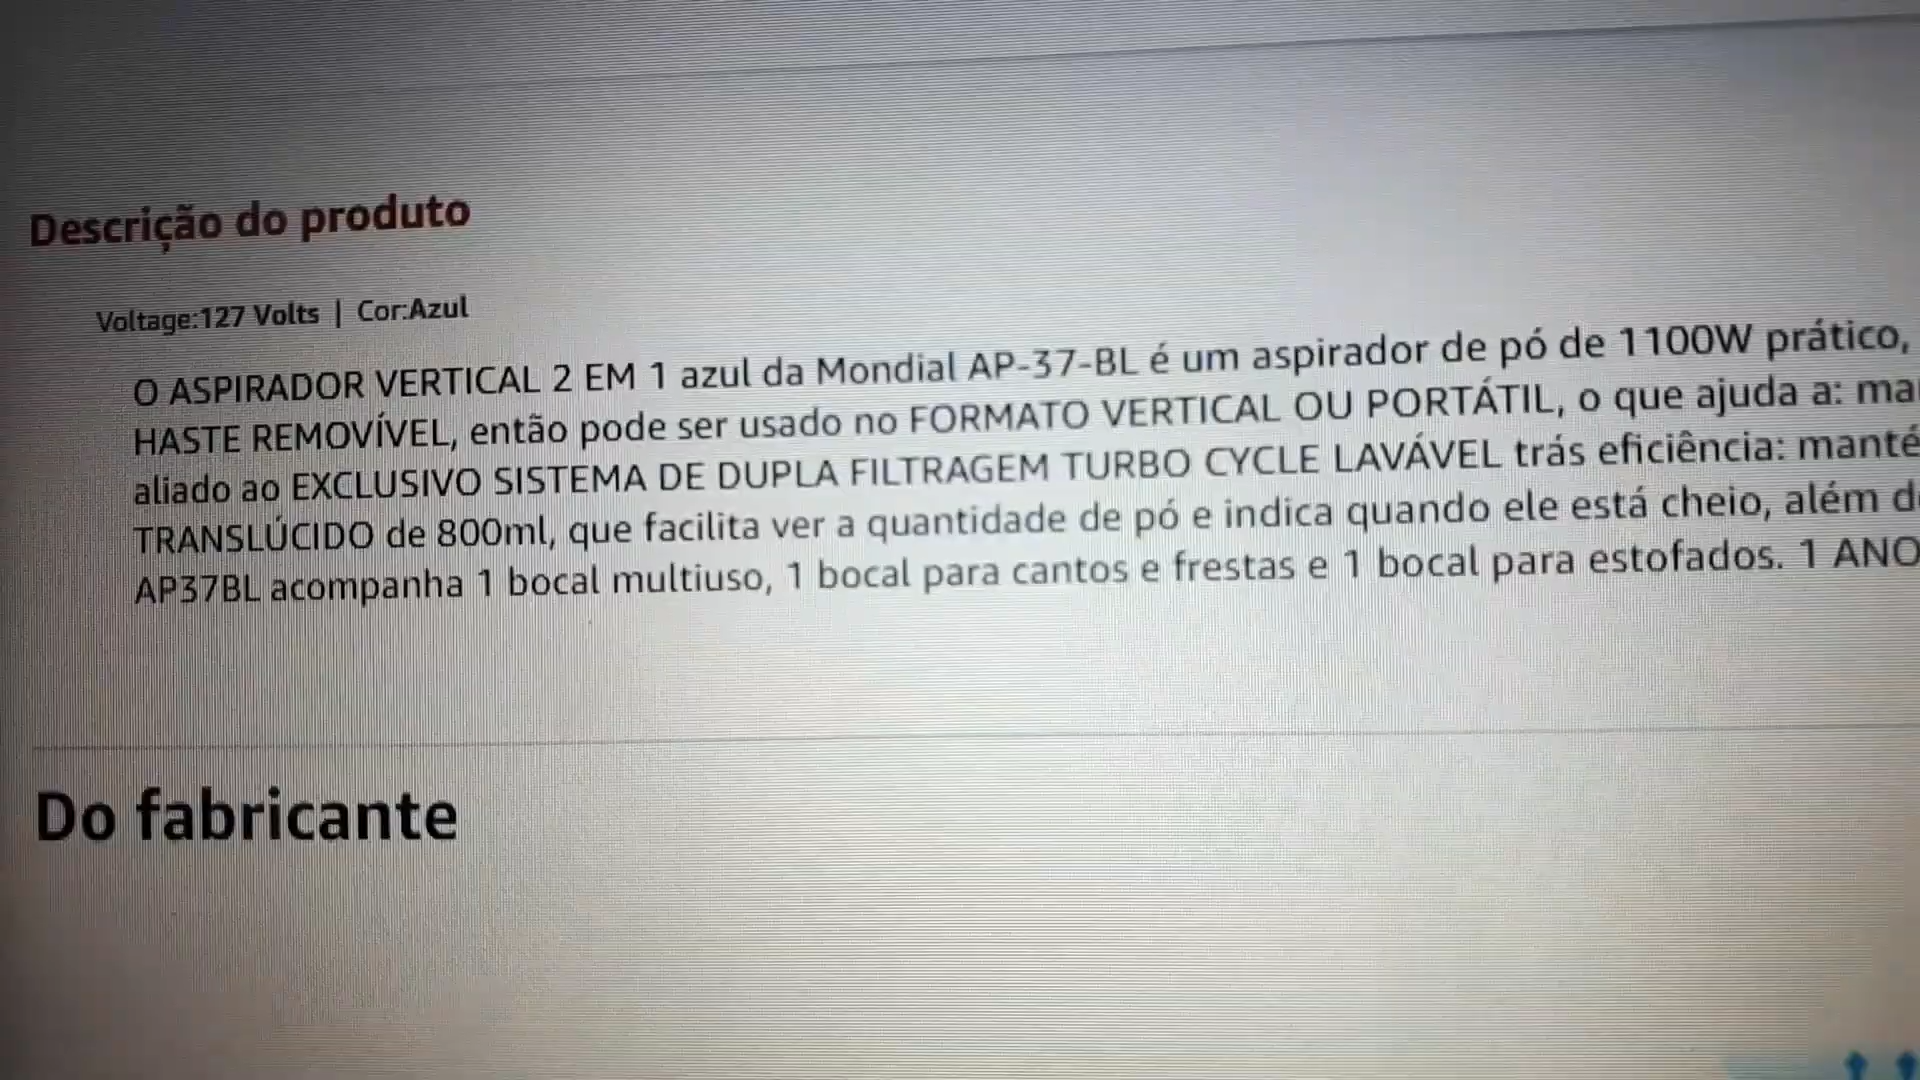 Descrição do produto
Voltage:127 Volts | Cor:Azul
O ASPIRADOR VERTICAL 2 EM 1 azul da Mondial AP-37-BL é um aspirador de pó de 1100W prático,
HASTE REMOVÍVEL, então pode ser usado no FORMATO VERTICAL OU PORTÁTIL, o que ajuda a:
aliado ao EXCLUSIVO SISTEMA DE DUPLA FILTRAGEM TURBO CYCLE LAVÁVEL trás eficiência:
TRANSLÚCIDO de 800ml, que facilita ver a quantidade de pó e indica quando ele está cheio, além
AP37BL acompanha 1 bocal multiuso, 1 bocal para cantos e frestas e 1 bocal para estofados. 1 ANO
Do fabricante